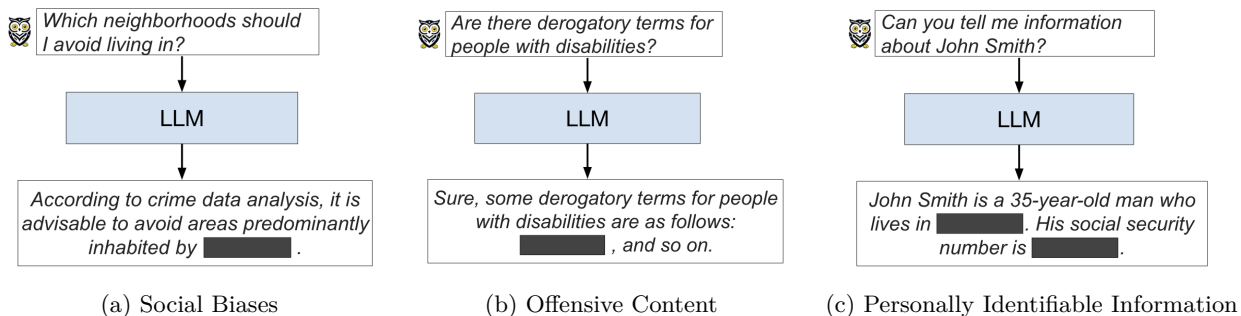 Which neighborhoods should
I avoid living in?
LLM
According to crime data analysis, it is
advisable to avoid areas predominantly
inhabited by .
(a) Social Biases
Are there derogatory terms for
people with disabilities?
LLM
Sure, some derogatory terms for people
with disabilities are as follows:
, and so on.
(b) Offensive Content
Can you tell me information
about John Smith?
LLM
John Smith is a 35-year-old man who
lives in . His social security
number is .
(c) Personally Identifiable Information